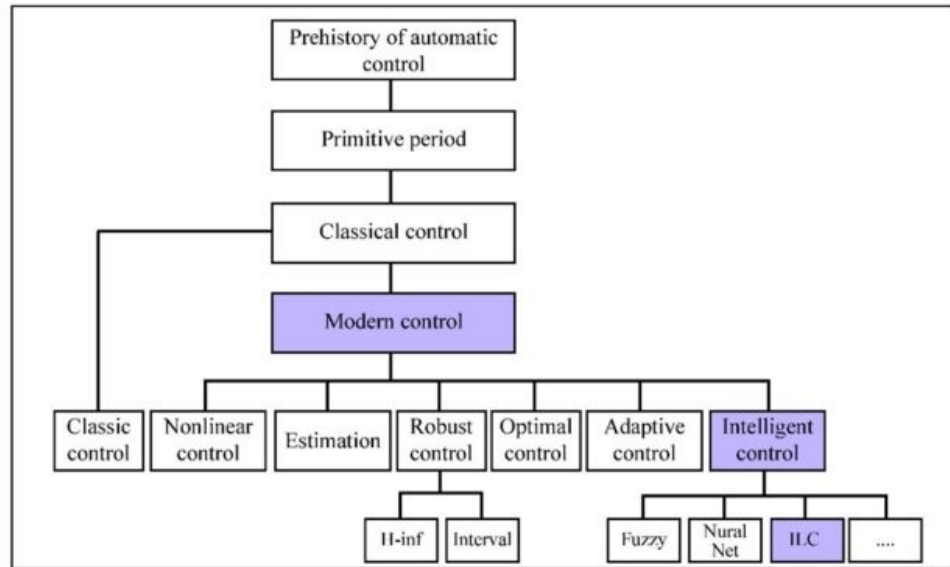 Prehistory of automatic
control
Primitive period
Classical control
Modern control
Classic
control
Nonlinear
control
Estimation
Robust
control
Optimal
control
Adaptive
control
Intelligent
control
H-inf
Interval
Fuzzy
Nural
Net
ILC
....